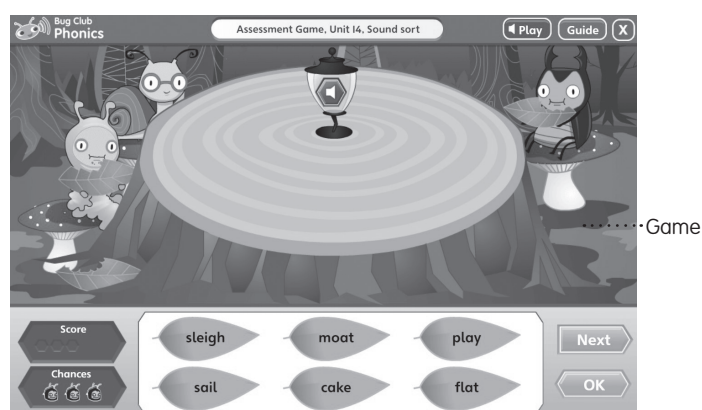 Bug Club
Phonics
Assessment Game, Unit 14, Sound sort
Play
Guide
X
Game
Score
Chances
sleigh
moat
play
Next
sail
cake
flat
OK